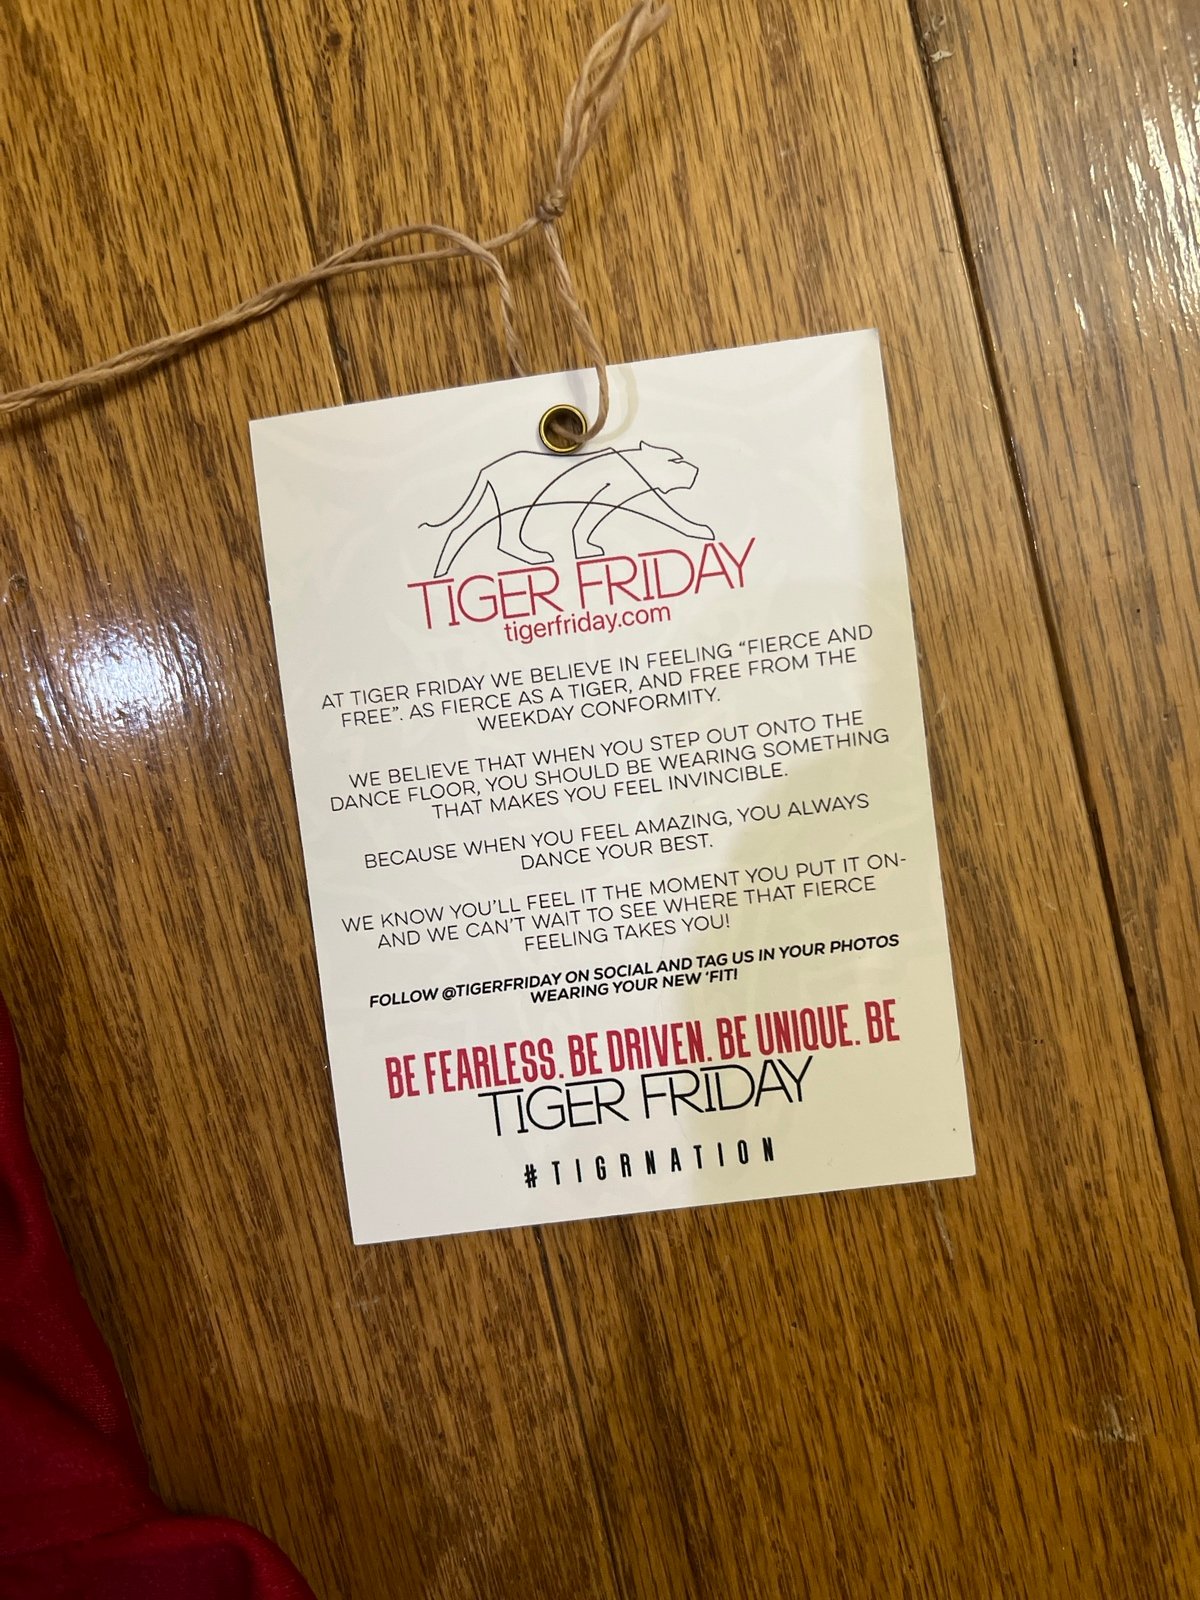 TIGER FRIDAY
tigerfriday.com
AT TIGER FRIDAY WE BELIEVE IN FEELING “FIERCE AND
FREE”. AS FIERCE AS A TIGER, AND FREE FROM THE
WEEKDAY CONFORMITY.
WE BELIEVE THAT WHEN YOU STEP OUT ONTO THE
DANCE FLOOR, YOU SHOULD BE WEARING SOMETHING
THAT MAKES YOU FEEL INVINCIBLE.
BECAUSE WHEN YOU FEEL AMAZING, YOU ALWAYS
DANCE YOUR BEST.
WE KNOW YOU’LL FEEL IT THE MOMENT YOU PUT IT ON-
AND WE CAN’T WAIT TO SEE WHERE THAT FIERCE
FEELING TAKES YOU!
FOLLOW @TIGERFRIDAY ON SOCIAL AND TAG US IN YOUR PHOTOS
WEARING YOUR NEW ‘FIT!
BE FEARLESS. BE DRIVEN. BE UNIQUE. BE
TIGER FRIDAY
#TIGRNATION